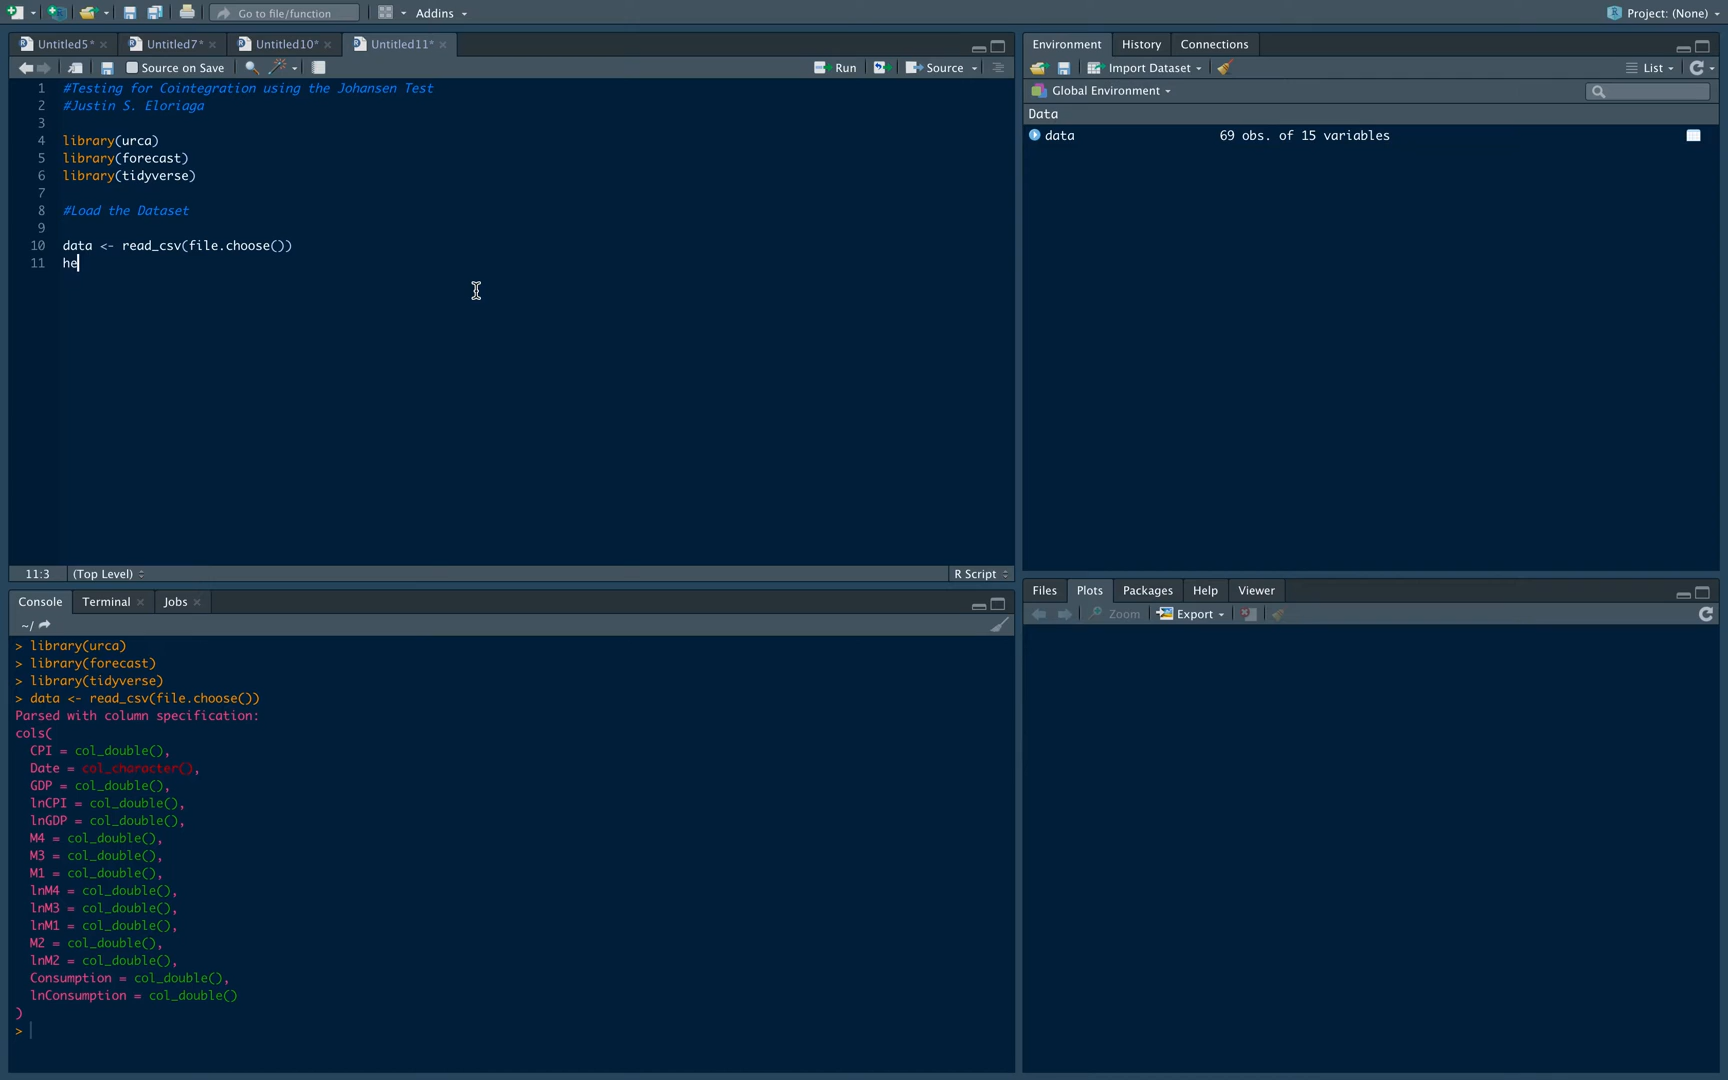 Go to file/function
Addins
Project: (None)
Untitled5*
Untitled7*
Untitled10*
Untitled11*
Source on Save
Run
Source
1 #Testing for Cointegration using the Johansen Test
2 #Justin S. Eloriaga
3
4 library(urca)
5 library(forecast)
6 library(tidyverse)
7
8 #Load the Dataset
9
10 data <- read_csv(file.choose())
11 he
11:3 (Top Level)
R Script
Console
Terminal
Jobs
~/
> library(urca)
> library(forecast)
> library(tidyverse)
> data <- read_csv(file.choose())
Parsed with column specification:
cols(
CPI = col_double(),
Date = col_character(),
GDP = col_double(),
lnCPI = col_double(),
lnGDP = col_double(),
M4 = col_double(),
M3 = col_double(),
M1 = col_double(),
lnM4 = col_double(),
lnM3 = col_double(),
lnM1 = col_double(),
M2 = col_double(),
lnM2 = col_double(),
Consumption = col_double(),
lnConsumption = col_double()
)
>
Environment
History
Connections
Import Dataset
List
Global Environment
Data
data 69 obs. of 15 variables
Files
Plots
Packages
Help
Viewer
Zoom
Export